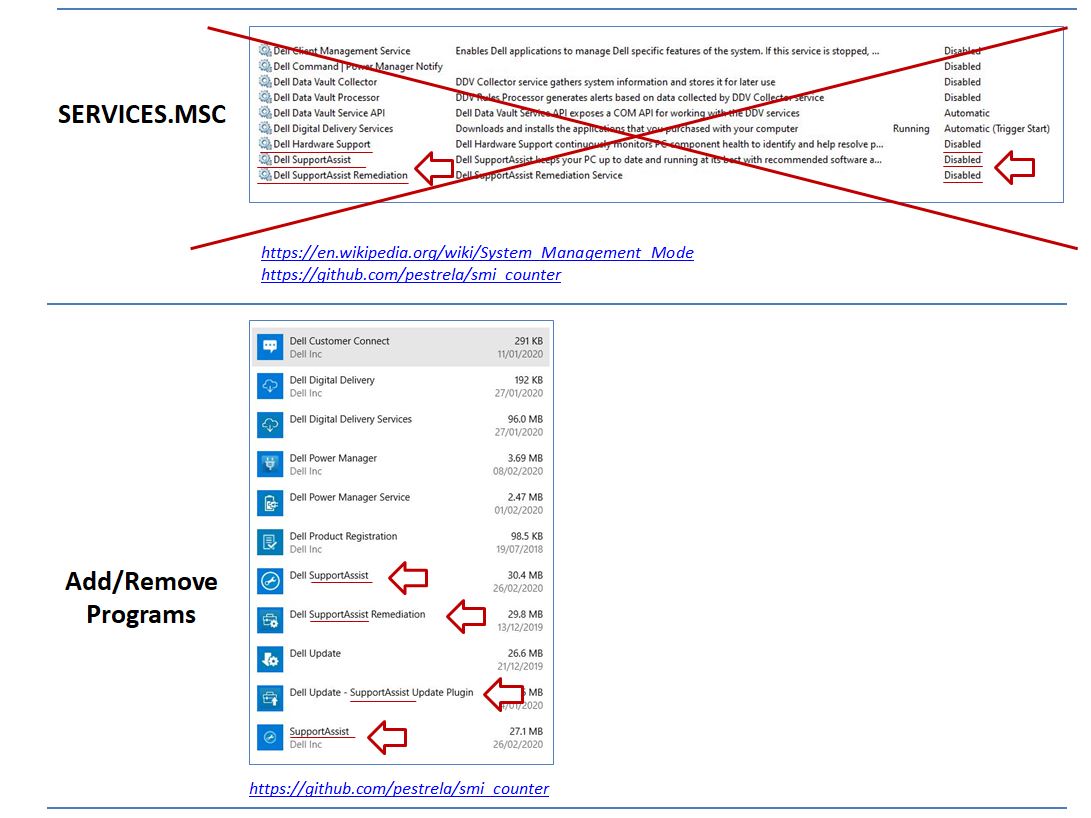 SERVICES.MSC
Dell Client Management Service Enables Dell applications to manage Dell specific features of the system. If this service is stopped, ... Disabled
Dell Command | Power Manager Notify Disabled
Dell Data Vault Collector DDV Collector service gathers system information and stores it for later use Disabled
Dell Data Vault Processor DDV Rules Processor generates alerts based on data collected by DDV Collector service Disabled
Dell Data Vault Service API Dell Data Vault Service API exposes a COM API for working with the DDV services Automatic
Dell Digital Delivery Services Downloads and installs the applications that you purchased with your computer Running Automatic (Trigger Start)
Dell Hardware Support Dell Hardware Support continuously monitors PC component health to identify and help resolve p... Disabled
Dell SupportAssist Dell SupportAssist keeps your PC up to date and running at its best with recommended software a... Disabled
Dell SupportAssist Remediation Dell SupportAssist Remediation Service Disabled
https://en.wikipedia.org/wiki/System_Management_Mode
https://github.com/pestrela/smi_counter
Add/Remove
Programs
Dell Customer Connect 291 KB
Dell Inc 11/01/2020
Dell Digital Delivery 192 KB
Dell Inc 27/01/2020
Dell Digital Delivery Services 96.0 MB
27/01/2020
Dell Power Manager 3.69 MB
Dell Inc 08/02/2020
Dell Power Manager Service 2.47 MB
01/02/2020
Dell Product Registration 98.5 KB
Dell Inc 19/07/2018
Dell SupportAssist 30.4 MB
26/02/2020
Dell SupportAssist Remediation 29.8 MB
13/12/2019
Dell Update 26.6 MB
21/12/2019
Dell Update - SupportAssist Update Plugin MB
/01/2020
SupportAssist 27.1 MB
Dell Inc 26/02/2020
https://github.com/pestrela/smi_counter